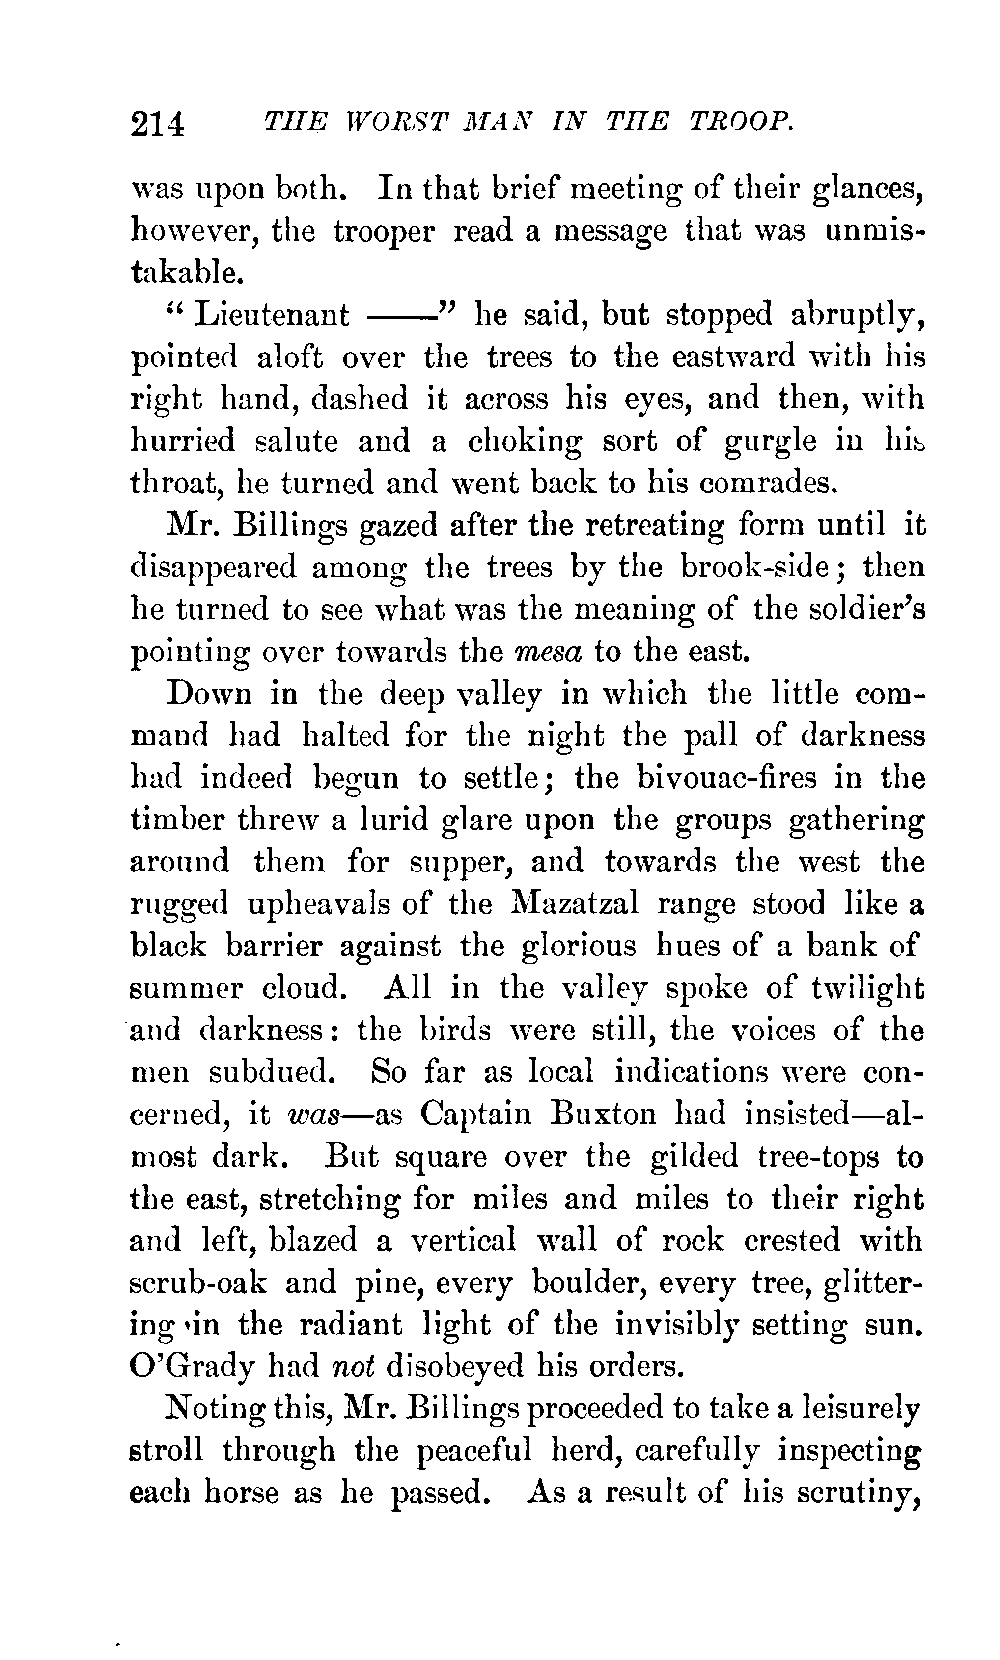 214 THE WORST MAN IN THE TROOP.
was upon both. In that brief meeting of their glances,
however, the trooper read a message that was unmis-
takable.
“ Lieutenant ——” he said, but stopped abruptly,
pointed aloft over the trees to the eastward with his
right hand, dashed it across his eyes, and then, with
hurried salute and a choking sort of gurgle in his
throat, he turned and went back to his comrades.
Mr. Billings gazed after the retreating form until it
disappeared among the trees by the brook-side; then
he turned to see what was the meaning of the soldier’s
pointing over towards the mesa to the east.
Down in the deep valley in which the little com-
mand had halted for the night the pall of darkness
had indeed begun to settle; the bivouac-fires in the
timber threw a lurid glare upon the groups gathering
around them for supper, and towards the west the
rugged upheavals of the Mazatzal range stood like a
black barrier against the glorious hues of a bank of
summer cloud. All in the valley spoke of twilight
and darkness: the birds were still, the voices of the
men subdued. So far as local indications were con-
cerned, it was—as Captain Buxton had insisted—al-
most dark. But square over the gilded tree-tops to
the east, stretching for miles and miles to their right
and left, blazed a vertical wall of rock crested with
scrub-oak and pine, every boulder, every tree, glitter-
ing in the radiant light of the invisibly setting sun.
O’Grady had not disobeyed his orders.
Noting this, Mr. Billings proceeded to take a leisurely
stroll through the peaceful herd, carefully inspecting
each horse as he passed. As a result of his scrutiny,